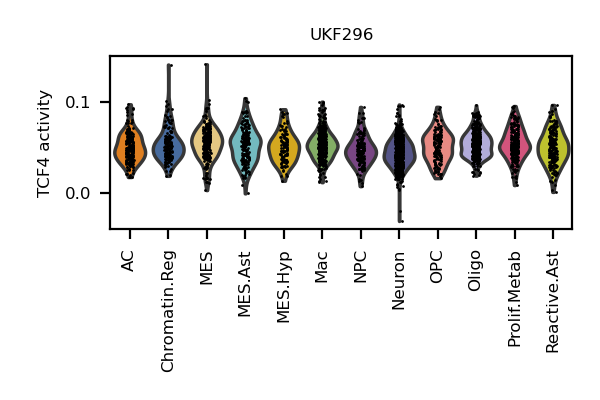 UKF296
TCF4 activity
0.1
0.0
AC
Chromatin.Reg
MES
MES.Ast
MES.Hyp
Mac
NPC
Neuron
OPC
Oligo
Prolif.Metab
Reactive.Ast